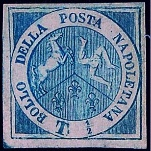 BOLLO DELLA POSTA NAPOLETANA
T. 1/2